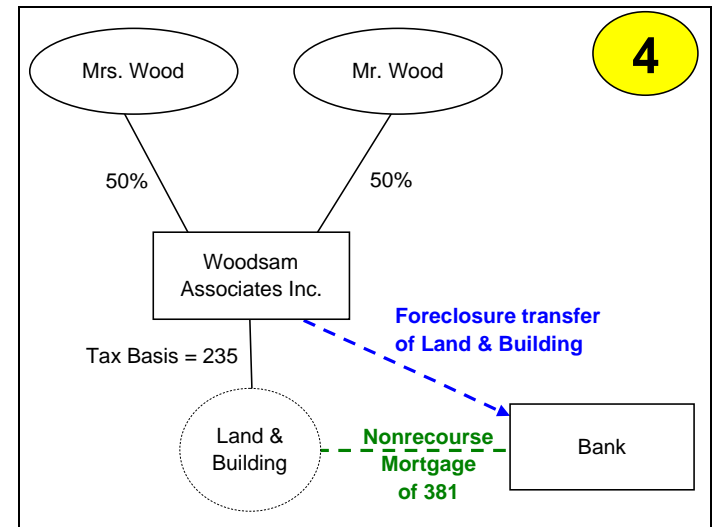 4
Mrs. Wood
Mr. Wood
50%
50%
Woodsam
Associates Inc.
Foreclosure transfer
of Land & Building
Tax Basis = 235
Land &
Building
Nonrecourse
Mortgage
of 381
Bank